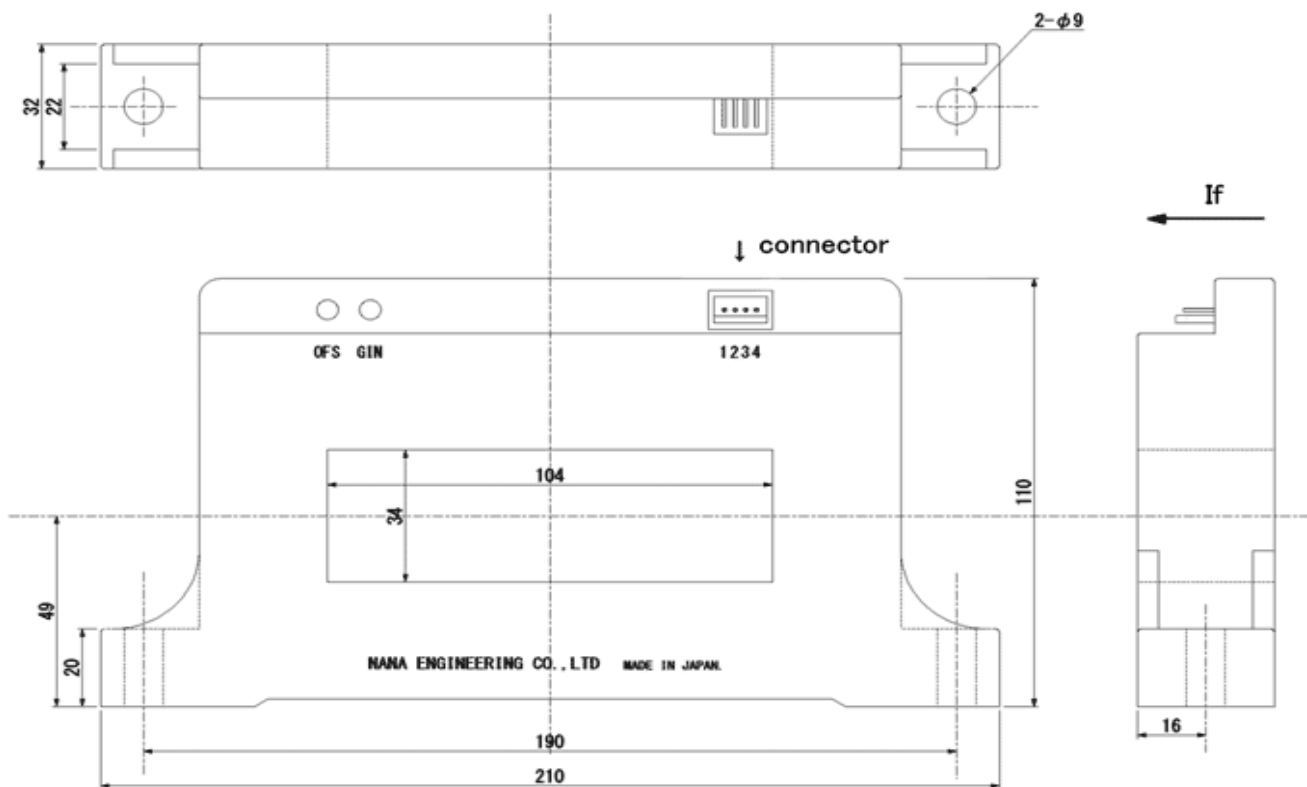 2-φ9
32
22
If
↓ connector
OFS GIN
1234
104
34
110
49
20
NANA ENGINEERING CO.,LTD MADE IN JAPAN.
16
190
210